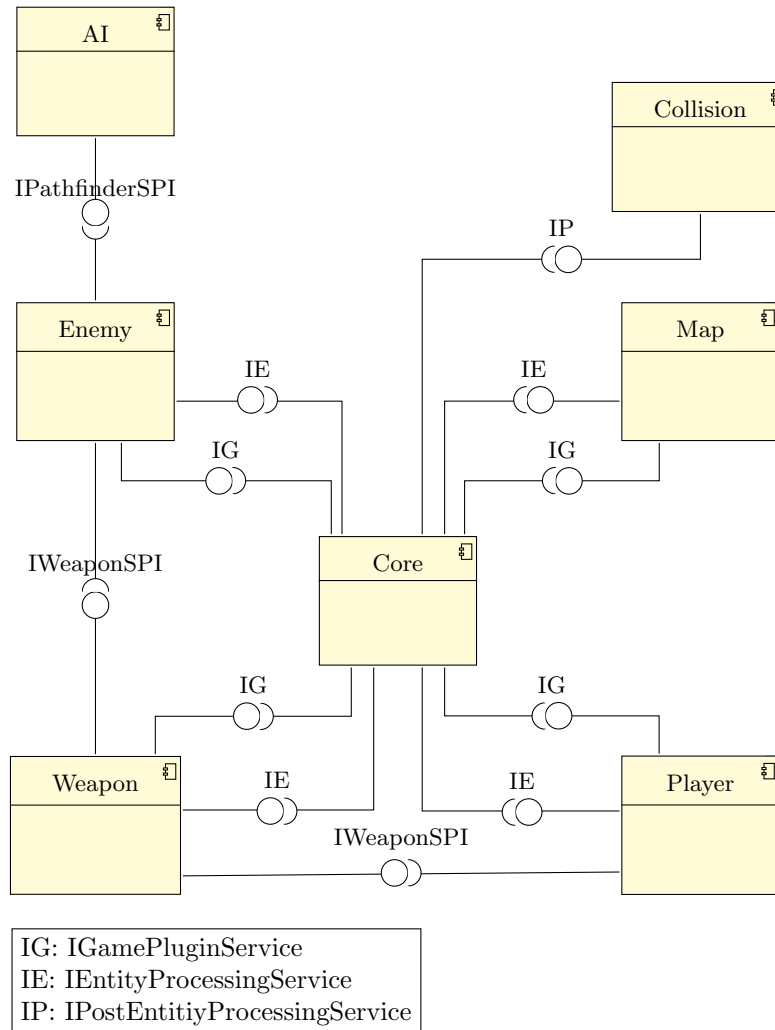 AI
Collision
IPathfinderSPI
IP
Enemy
Map
IE
IE
IG
IG
Core
IWeaponSPI
IG
IG
Weapon
Player
IE
IE
IWeaponSPI
IG: IGamePluginService
IE: IEntityProcessingService
IP: IPostEntitiyProcessingService